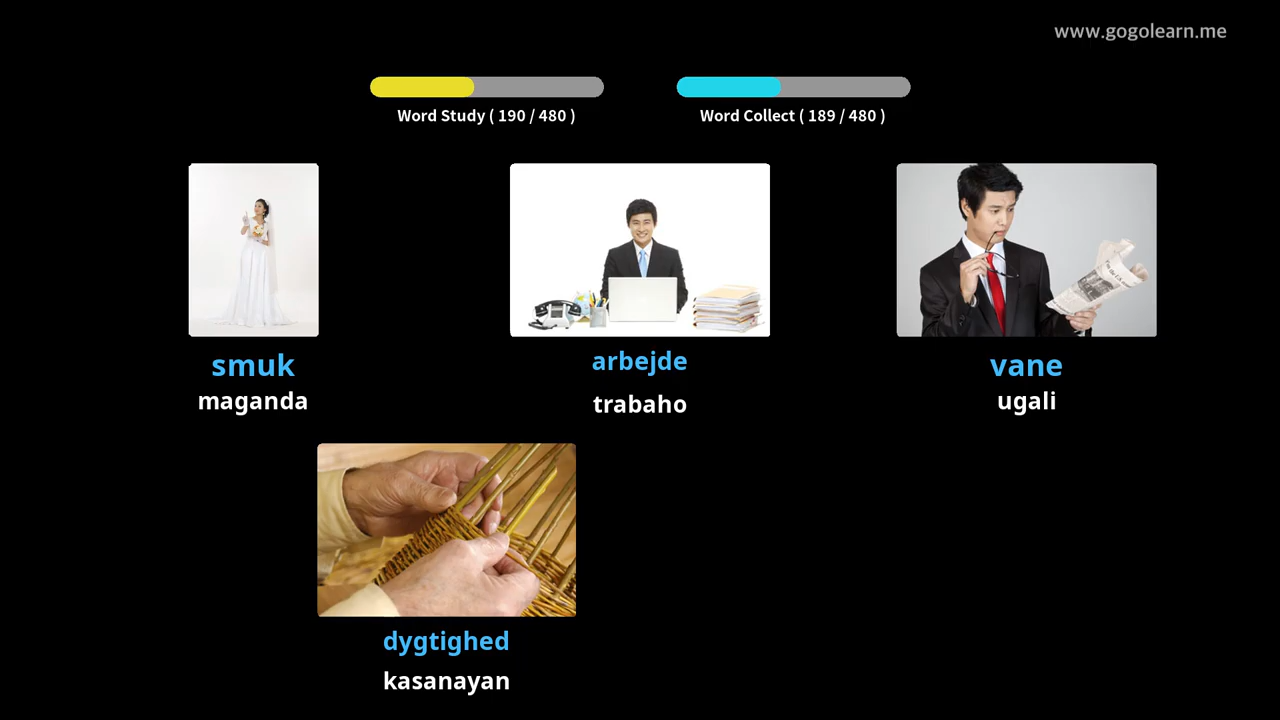 www.gogolearn.me
Word Study ( 190 / 480 )
Word Collect ( 189 / 480 )
smuk
maganda
arbejde
trabaho
vane
ugali
dygtighed
kasanayan